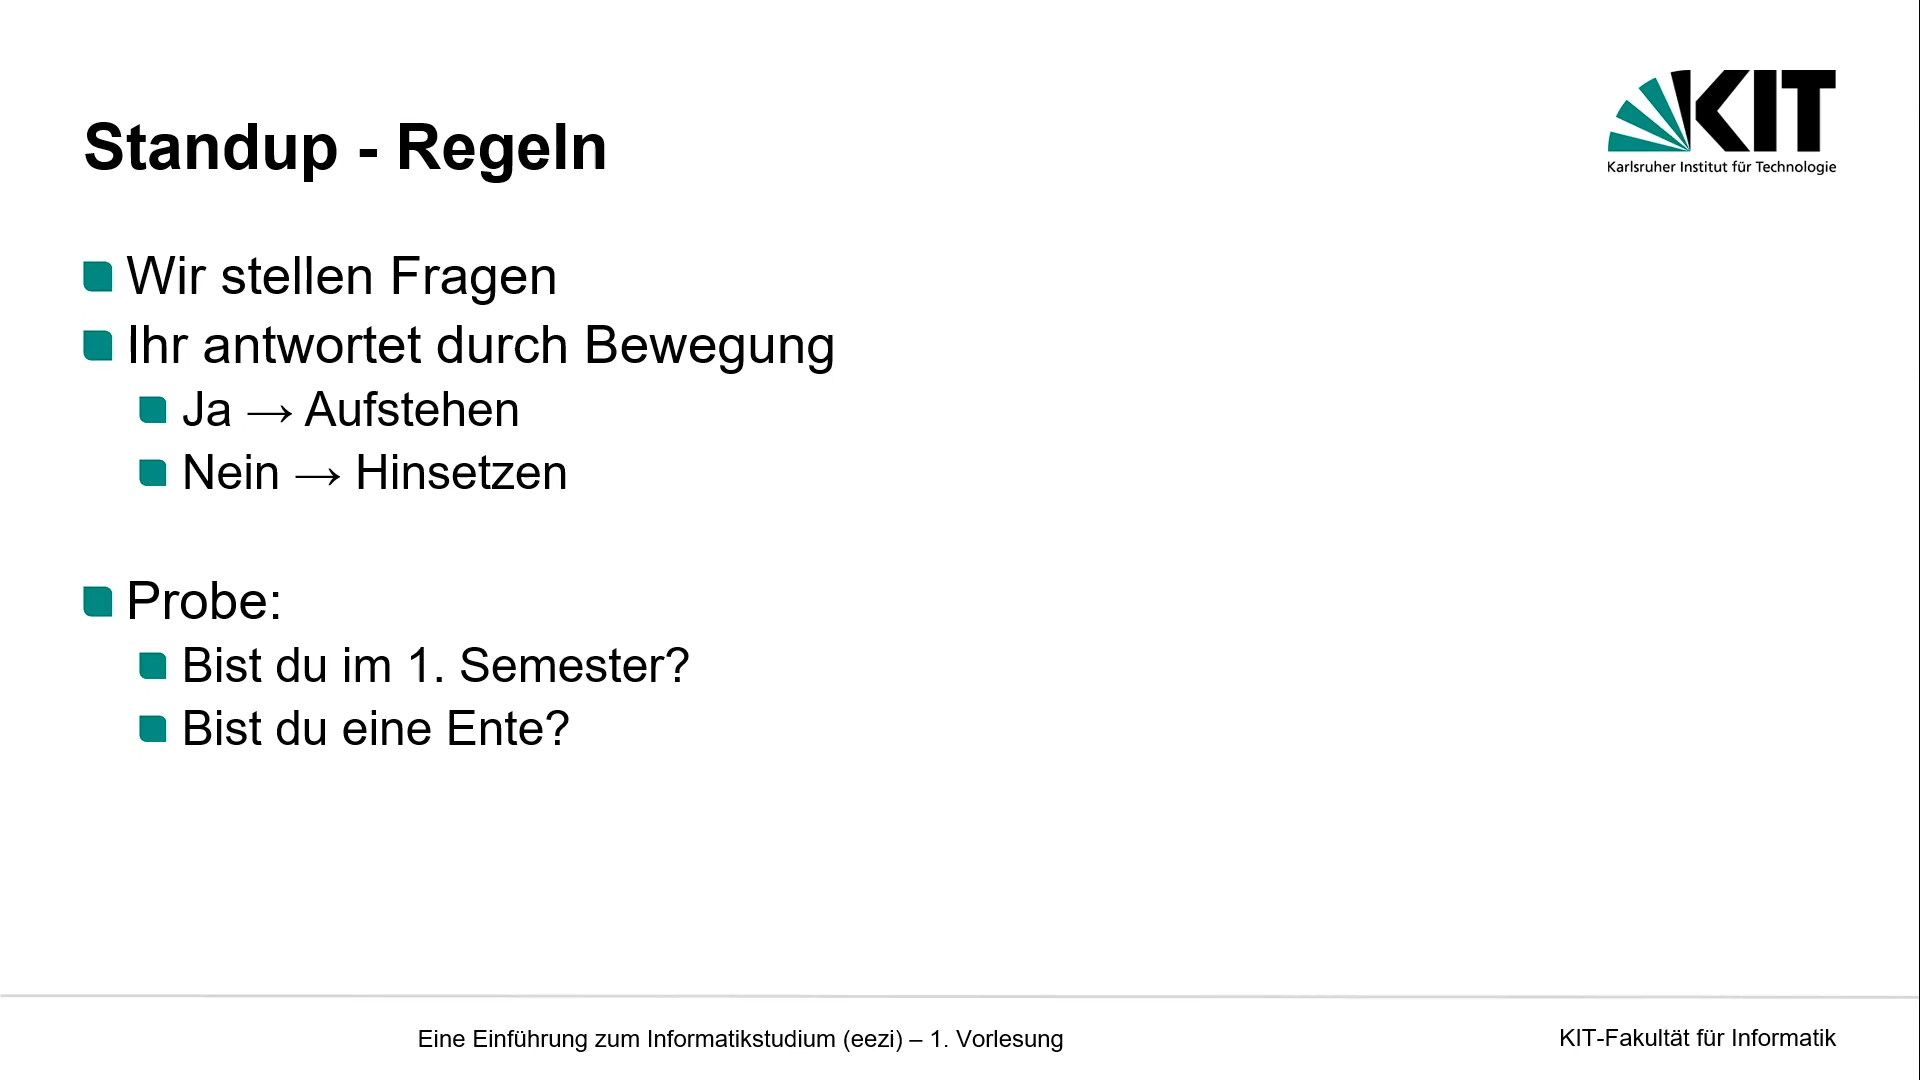 Standup - Regeln
KIT
Karlsruher Institut für Technologie
Wir stellen Fragen
Ihr antwortet durch Bewegung
Ja → Aufstehen
Nein → Hinsetzen
Probe:
Bist du im 1. Semester?
Bist du eine Ente?
Eine Einführung zum Informatikstudium (eezi) – 1. Vorlesung
KIT-Fakultät für Informatik